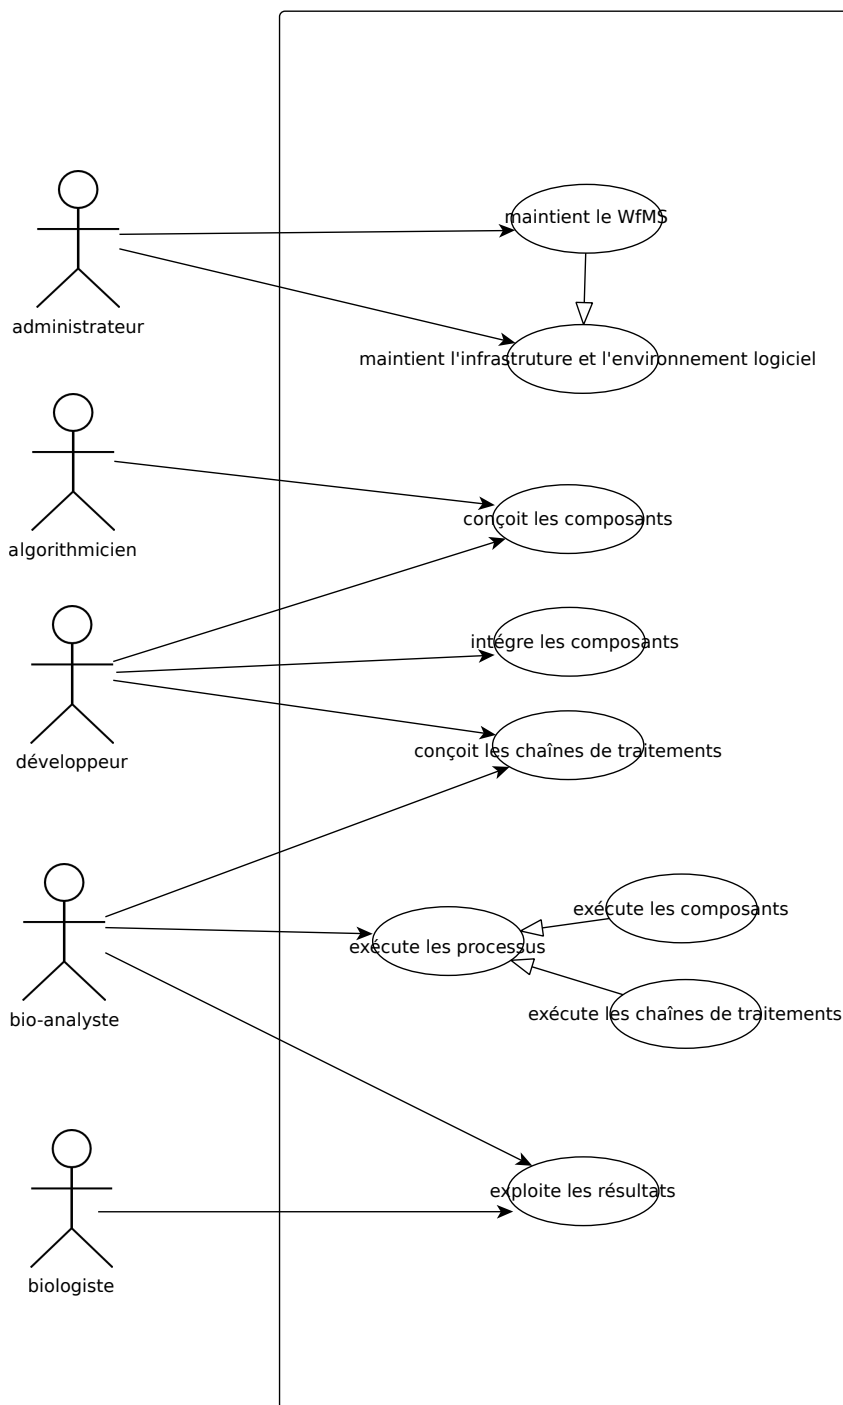 maintient le WfMS
administrateur
maintient l'infrastruture et l'environnement logiciel
conçoit les composants
algorithmicien
intégre les composants
conçoit les chaînes de traitements
développeur
exécute les composants
exécute les processus
exécute les chaînes de traitements
bio-analyste
exploite les résultats
biologiste